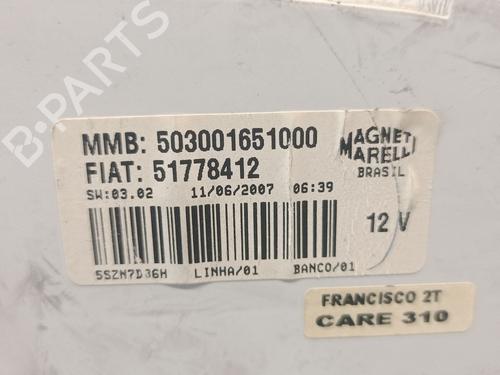 B-PARTS
MMB: 503001651000
FIAT: 51778412
SW:03.02 11/06/2007 06:39
MAGNETI
MARELLI
BRASIL
12 V
5SZN7D36H LINHA/01 BANCO/01
FRANCISCO 2T
CARE 310